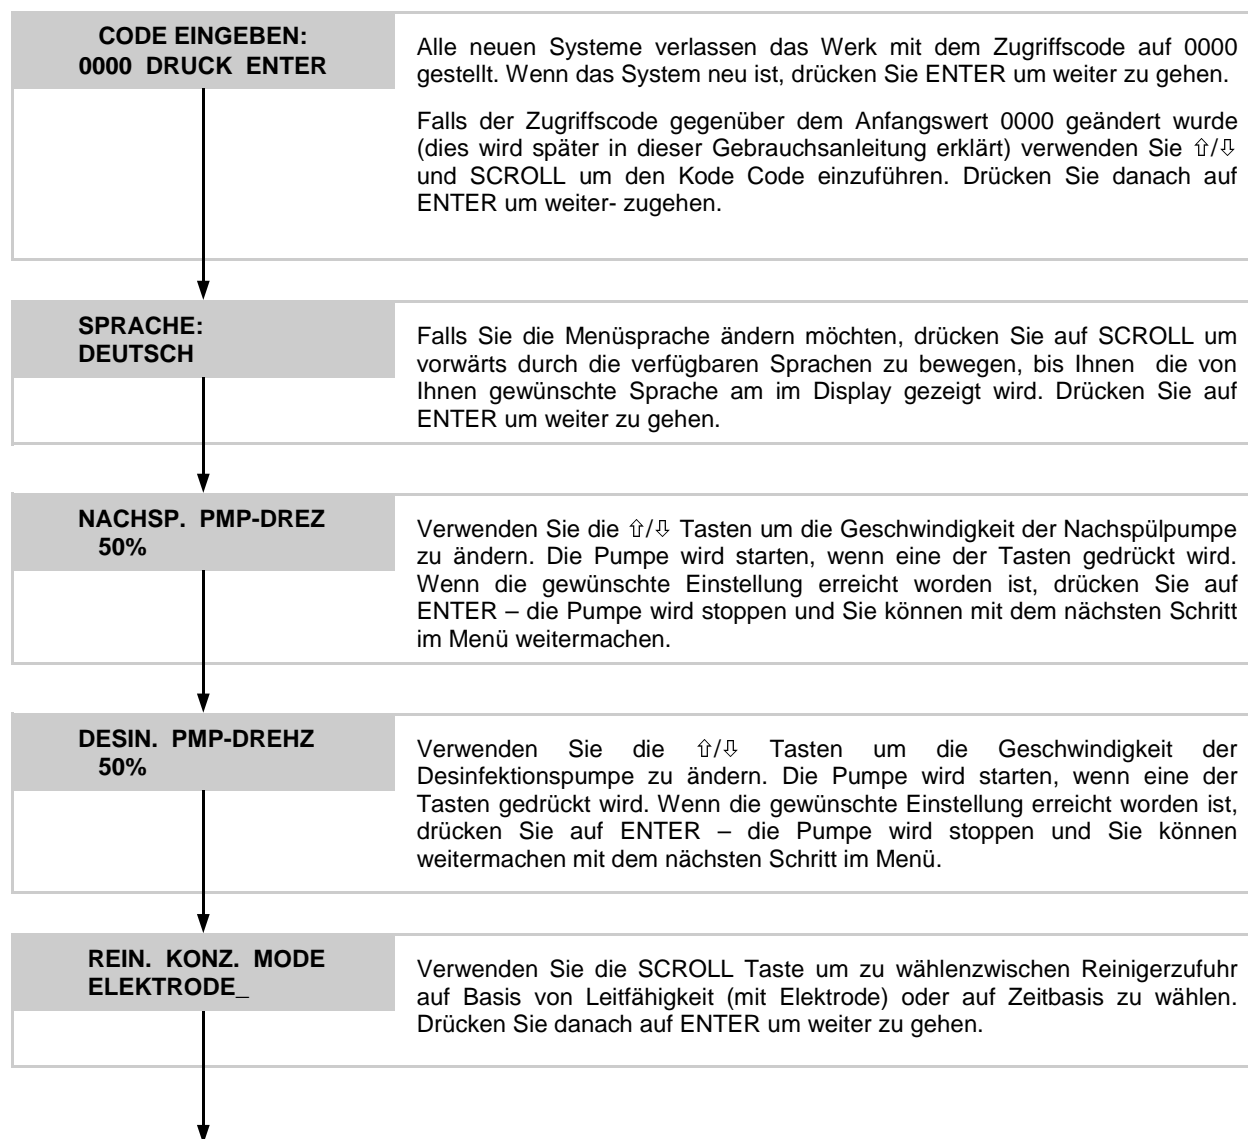 CODE EINGEBEN:
0000 DRUCK ENTER
Alle neuen Systeme verlassen das Werk mit dem Zugriffscode auf 0000
gestellt. Wenn das System neu ist, drücken Sie ENTER um weiter zu gehen.
Falls der Zugriffscode gegenüber dem Anfangswert 0000 geändert wurde
(dies wird später in dieser Gebrauchsanleitung erklärt) verwenden Sie ⇧/⇩
und SCROLL um den Kode Code einzuführen. Drücken Sie danach auf
ENTER um weiter- zugehen.
SPRACHE:
DEUTSCH
Falls Sie die Menüsprache ändern möchten, drücken Sie auf SCROLL um
vorwärts durch die verfügbaren Sprachen zu bewegen, bis Ihnen die von
Ihnen gewünschte Sprache am im Display gezeigt wird. Drücken Sie auf
ENTER um weiter zu gehen.
NACHSP. PMP-DREZ
50%
Verwenden Sie die ⇧/⇩ Tasten um die Geschwindigkeit der Nachspülpumpe
zu ändern. Die Pumpe wird starten, wenn eine der Tasten gedrückt wird.
Wenn die gewünschte Einstellung erreicht worden ist, drücken Sie auf
ENTER – die Pumpe wird stoppen und Sie können mit dem nächsten Schritt
im Menü weitermachen.
DESIN. PMP-DREHZ
50%
Verwenden Sie die ⇧/⇩ Tasten um die Geschwindigkeit der
Desinfektionspumpe zu ändern. Die Pumpe wird starten, wenn eine der
Tasten gedrückt wird. Wenn die gewünschte Einstellung erreicht worden ist,
drücken Sie auf ENTER – die Pumpe wird stoppen und Sie können
weitermachen mit dem nächsten Schritt im Menü.
REIN. KONZ. MODE
ELEKTRODE_
Verwenden Sie die SCROLL Taste um zu wählenzwischen Reinigerzufuhr
auf Basis von Leitfähigkeit (mit Elektrode) oder auf Zeitbasis zu wählen.
Drücken Sie danach auf ENTER um weiter zu gehen.